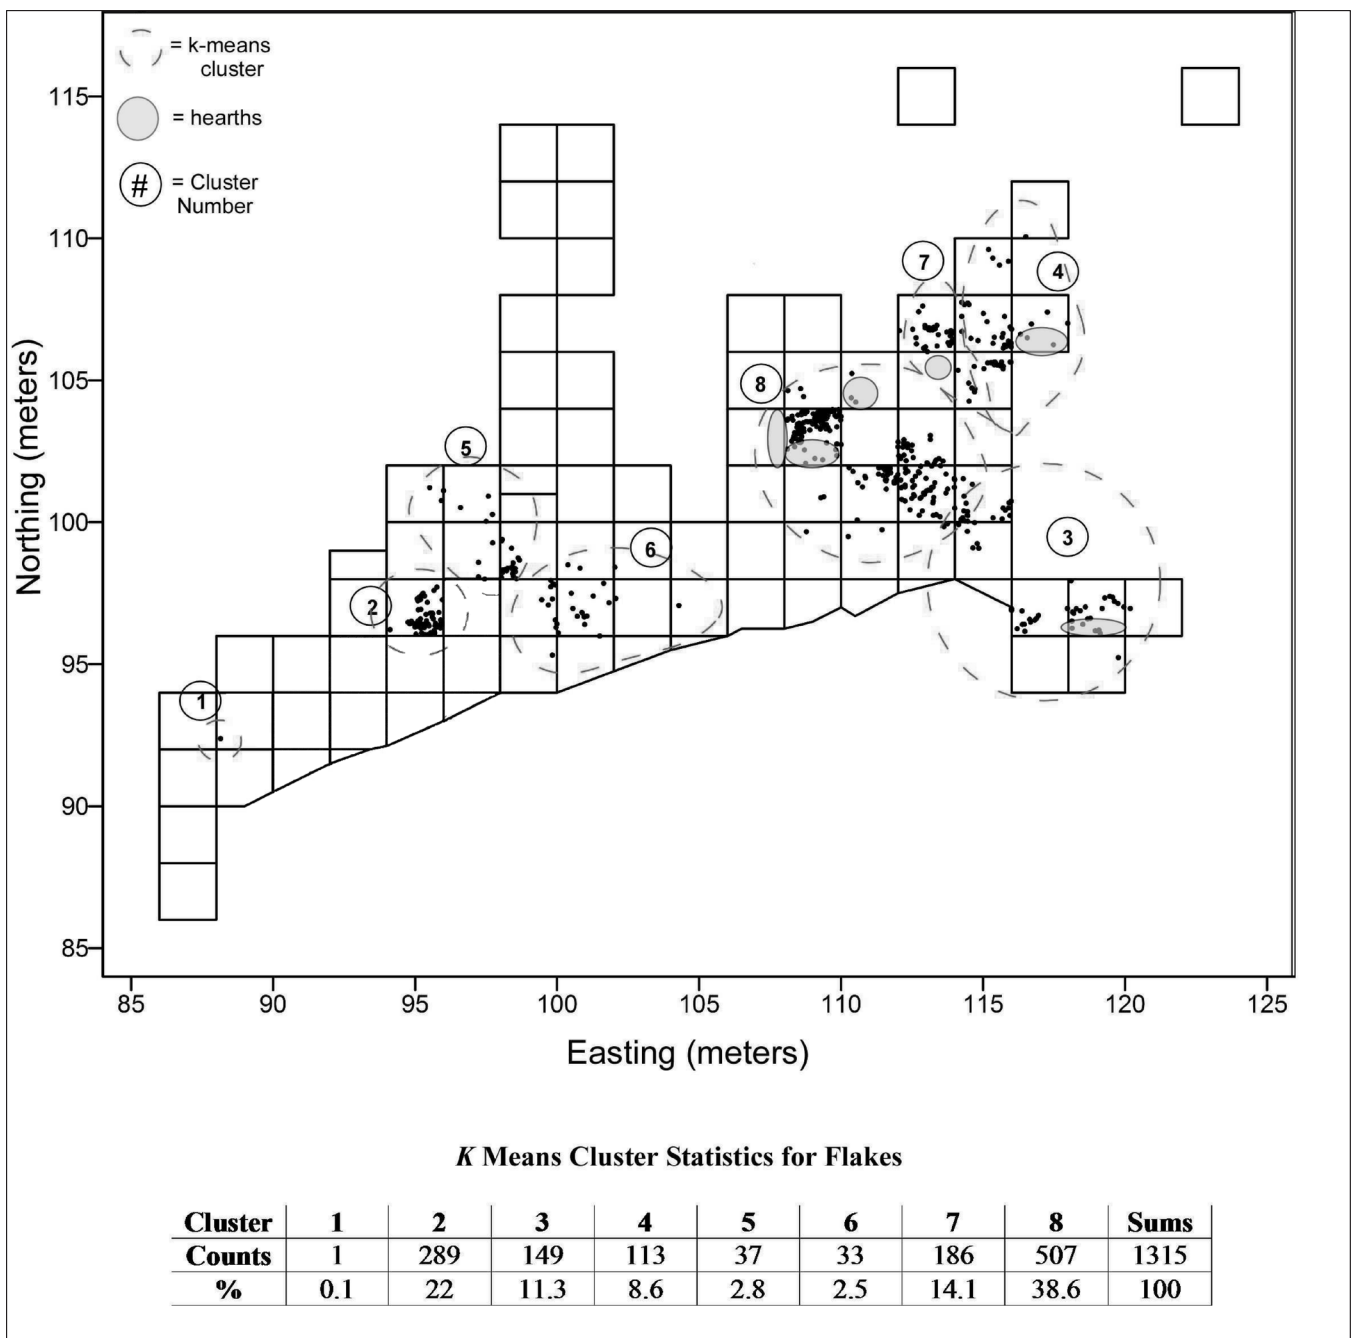 = k-means
cluster
= hearths
# = Cluster
Number
115
110
105
100
95
90
85
Northing (meters)
7
4
8
5
6
3
2
1
85 90 95 100 105 110 115 120 125
Easting (meters)
K Means Cluster Statistics for Flakes
Cluster 1 2 3 4 5 6 7 8 Sums
Counts 1 289 149 113 37 33 186 507 1315
% 0.1 22 11.3 8.6 2.8 2.5 14.1 38.6 100